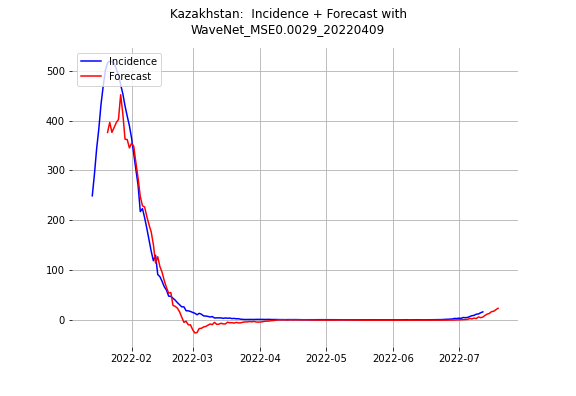 Kazakhstan:  Incidence + Forecast with
WaveNet_MSE0.0029_20220409
Incidence
Forecast
500
400
300
200
100
0
2022-02 2022-03 2022-04 2022-05 2022-06 2022-07